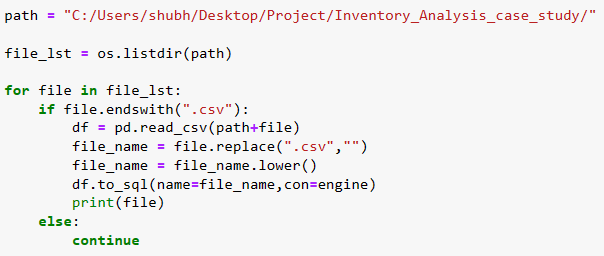 path = "C:/Users/shubh/Desktop/Project/Inventory_Analysis_case_study/"
file_lst = os.listdir(path)
for file in file_lst:
    if file.endswith(".csv"):
        df = pd.read_csv(path+file)
        file_name = file.replace(".csv","")
        file_name = file_name.lower()
        df.to_sql(name=file_name,con=engine)
        print(file)
    else:
        continue